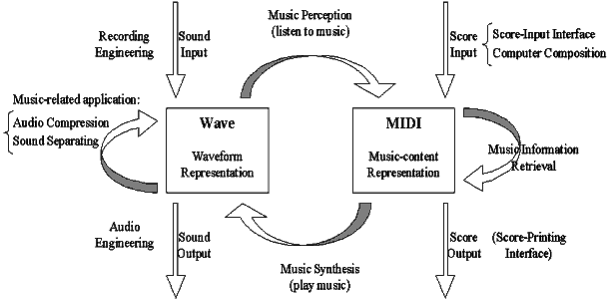 Music Perception
(listen to music)
Recording
Engineering
Sound
Input
Score
Input
Score-Input Interface
Computer Composition
Music-related application:
Audio Compression
Sound Separating
Wave
Waveform
Representation
MIDI
Music-content
Representation
Music Information
Retrieval
Audio
Engineering
Sound
Output
Music Synthesis
(play music)
Score
Output
(Score-Printing
Interface)